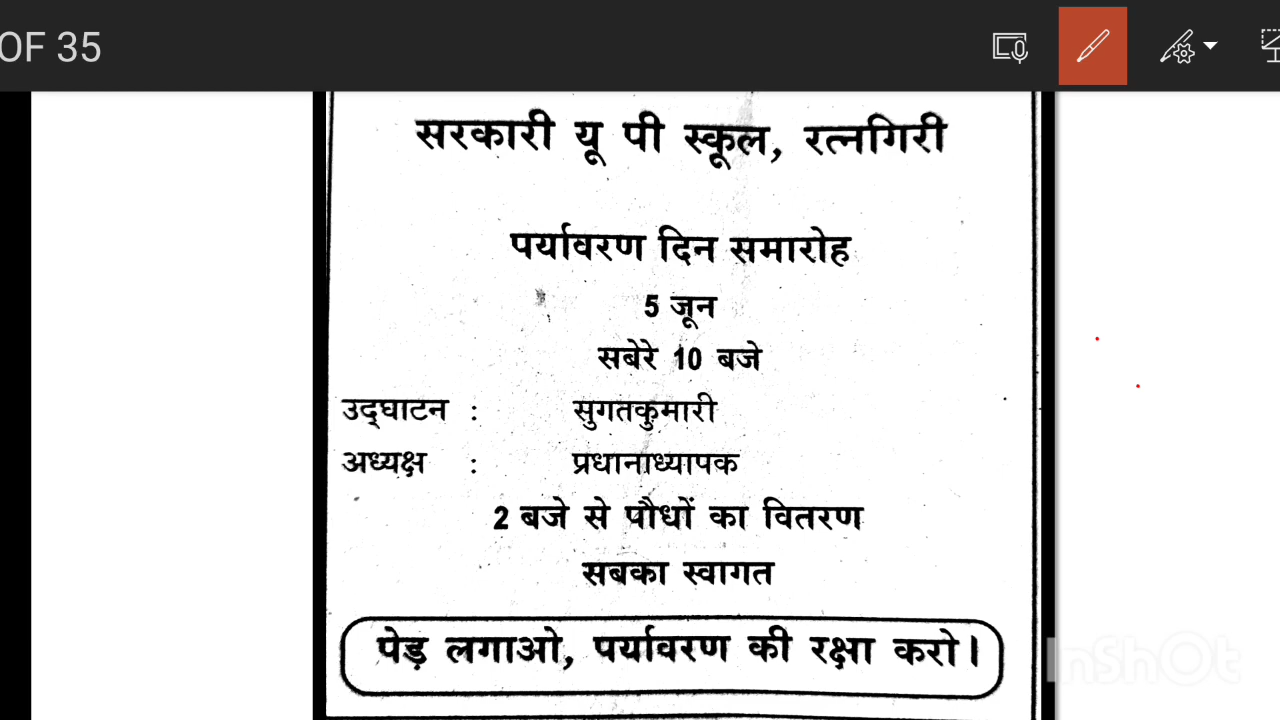 OF 35
सरकारी यू पी स्कूल, रत्नगिरी
पर्यावरण दिन समारोह
5 जून
सबेरे 10 बजे
उद्घाटन : सुगतकुमारी
अध्यक्ष : प्रधानाध्यापक
2 बजे से पौधों का वितरण
सबका स्वागत
पेड़ लगाओ, पर्यावरण की रक्षा करो।
InShOt